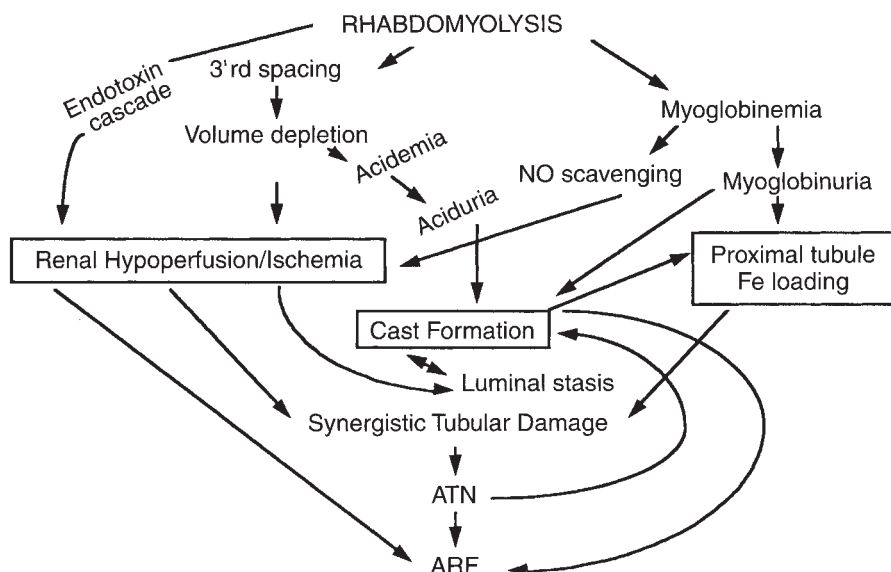 RHABDOMYOLYSIS
Endotoxin
cascade
3'rd spacing
Volume depletion
Acidemia
Aciduria
Myoglobinemia
NO scavenging
Myoglobinuria
Renal Hypoperfusion/Ischemia
Proximal tubule
Fe loading
Cast Formation
Luminal stasis
Synergistic Tubular Damage
ATN
ARF